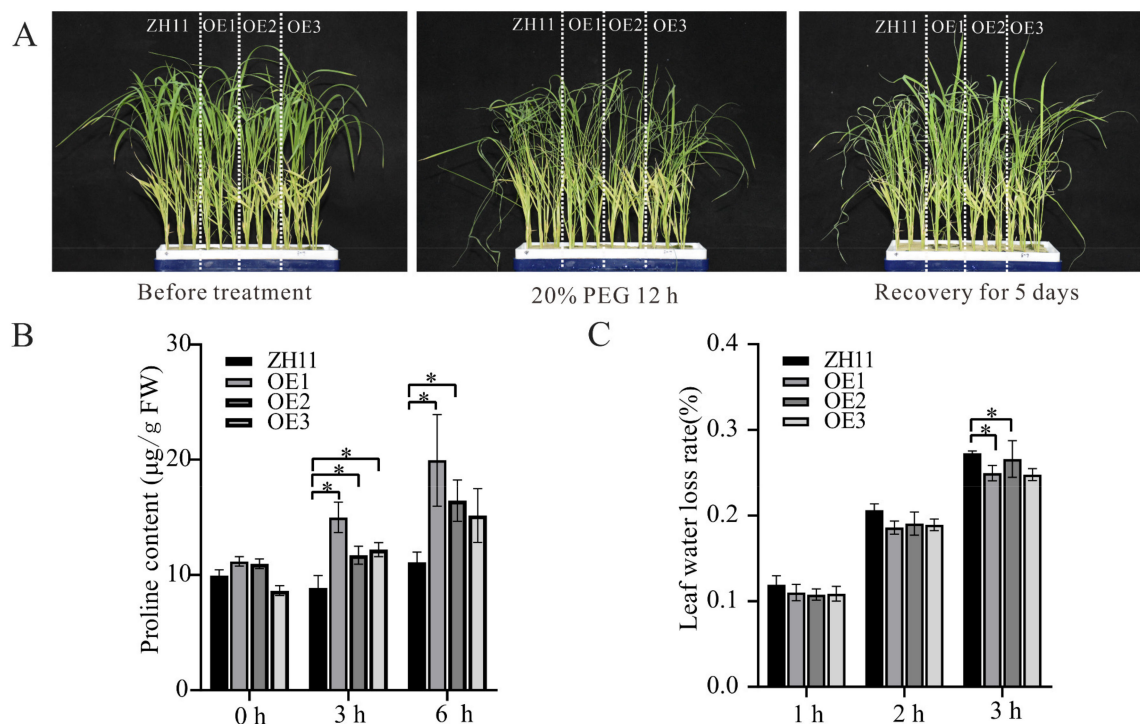 A
ZH11 OE1 OE2 OE3
ZH11 OE1 OE2 OE3
ZH11 OE1 OE2 OE3
Before treatment
20% PEG 12 h
Recovery for 5 days
B
Proline content (μg/g FW)
30
20
10
0
ZH11
OE1
OE2
OE3
* * *
* *
0 h 3 h 6 h
C
Leaf water loss rate(%)
0.4
0.3
0.2
0.1
0.0
ZH11
OE1
OE2
OE3
* *
1 h 2 h 3 h